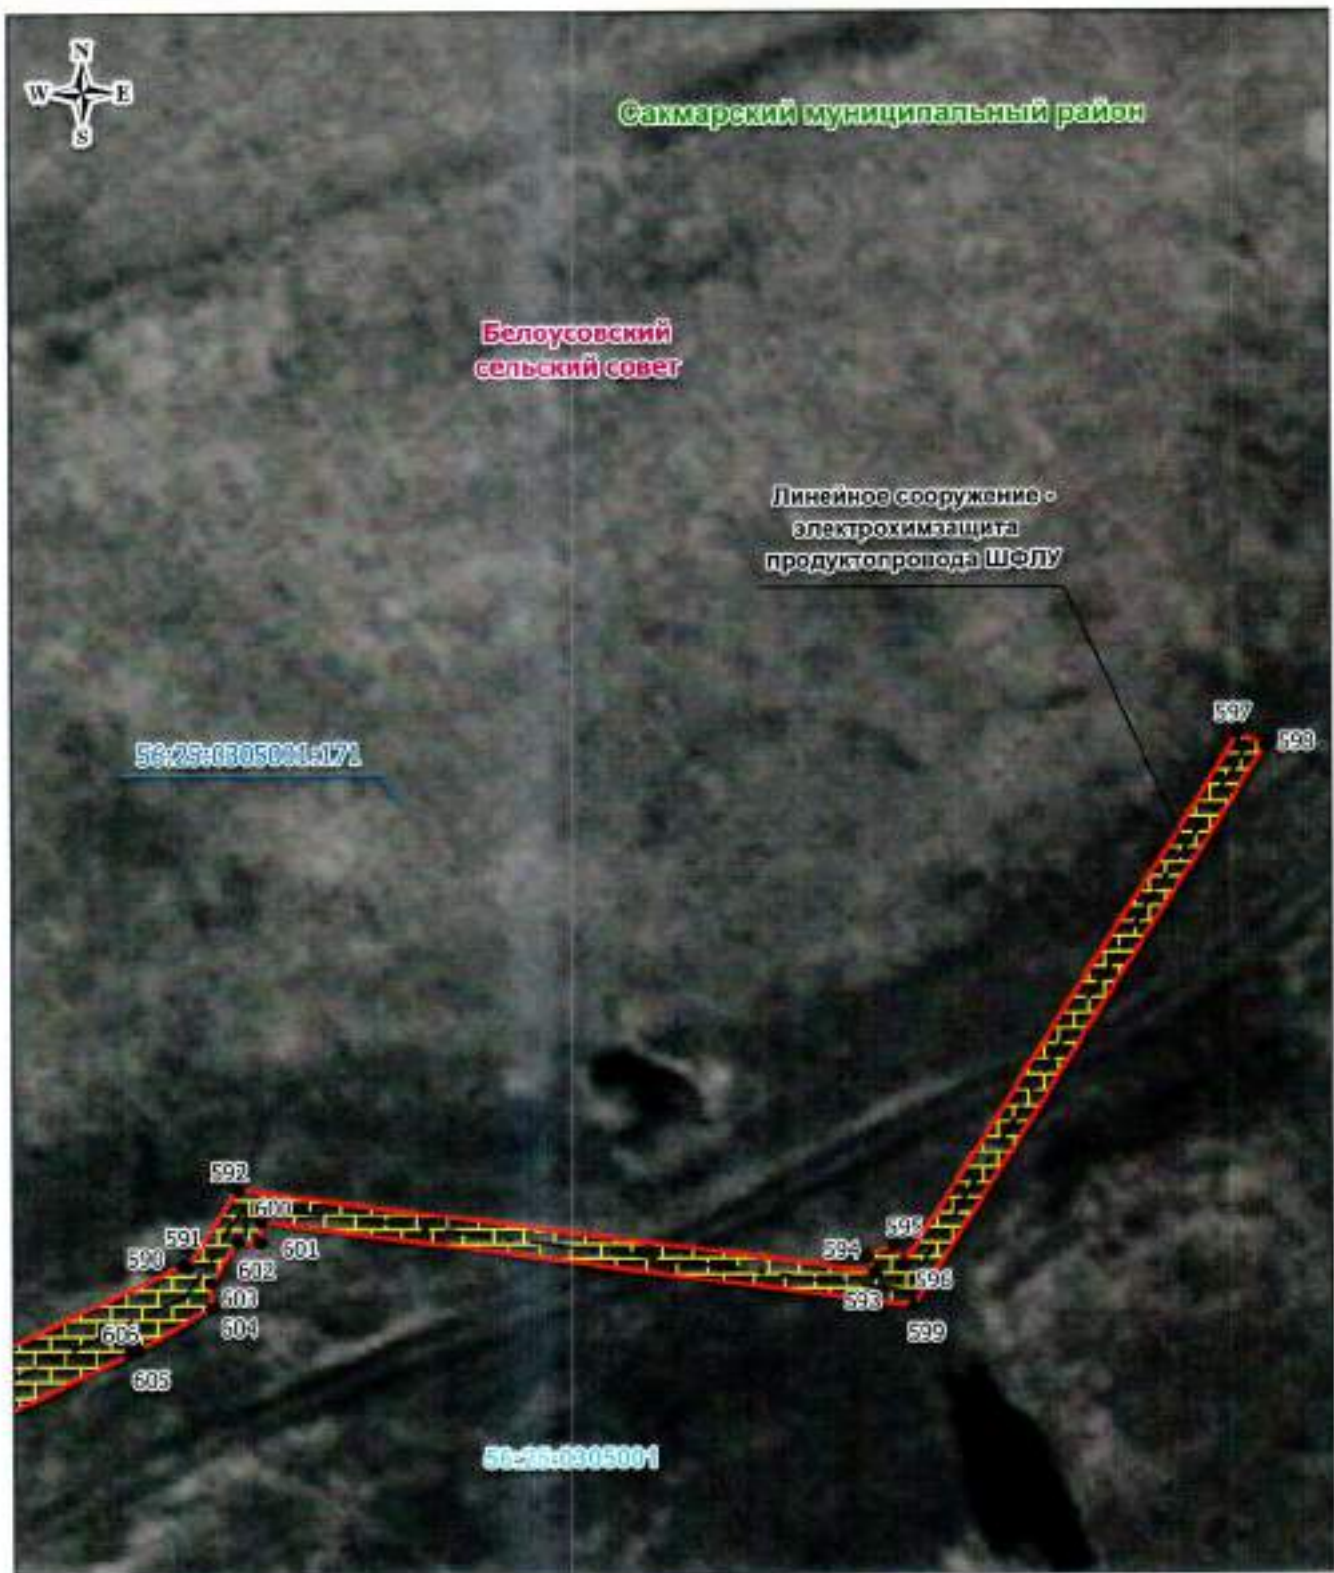 N
W E
S
Сакмарский муниципальный район
Белоусовский
сельский совет
Линейное сооружение -
электрохимзащита
продуктопровода ШФЛУ
597
598
56:25:0305001:171
592
600
591
601
590
602
603
604
606
605
595
594
596
593
599
56:25:0305001